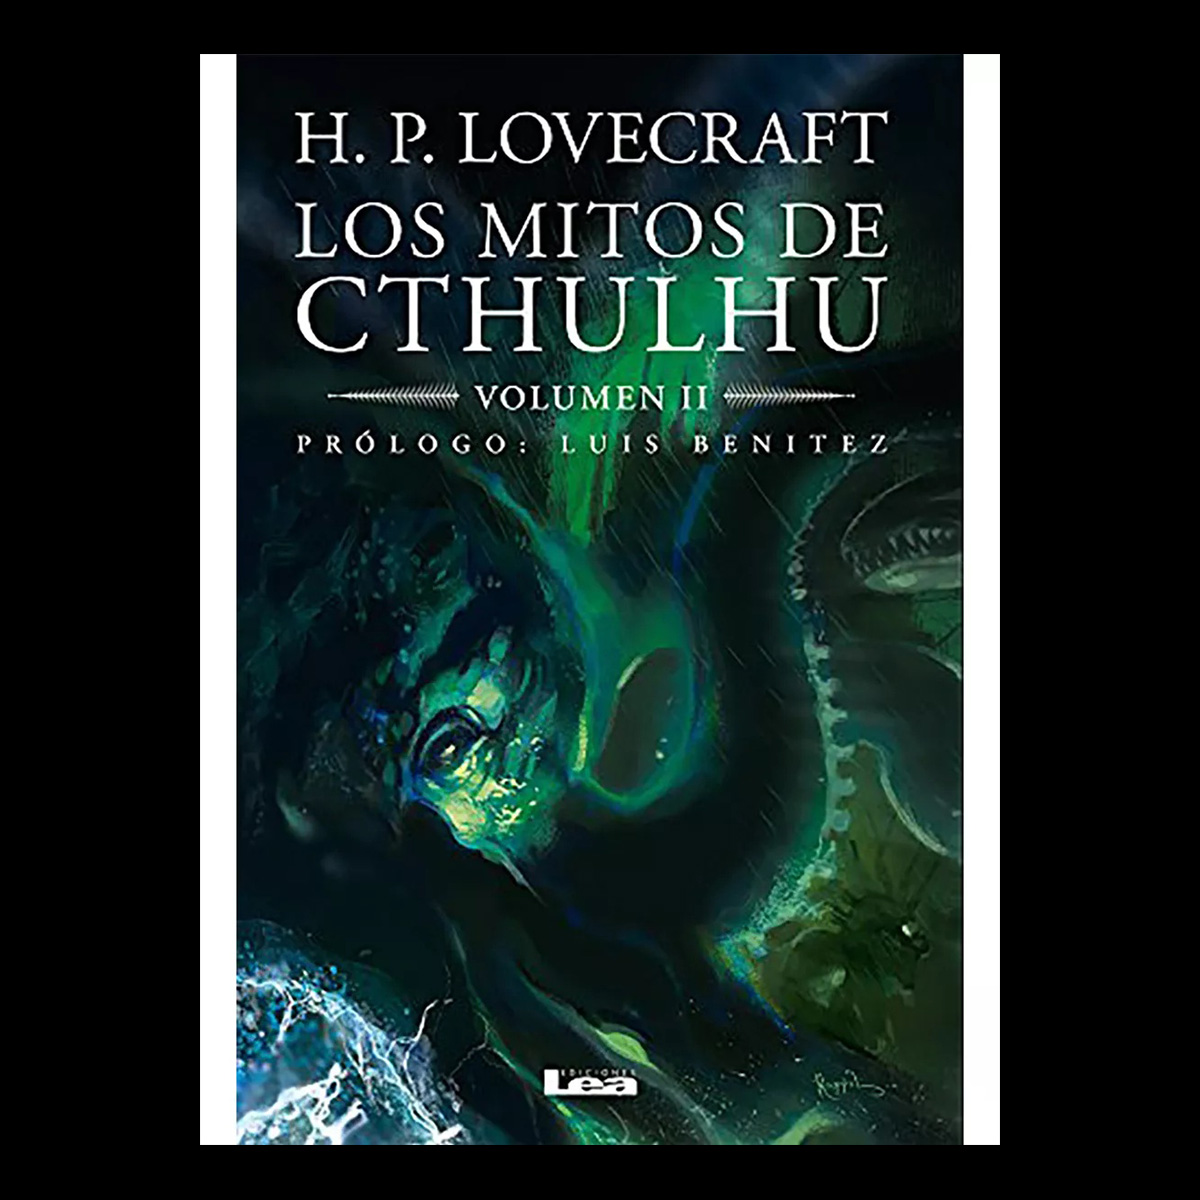 H. P. LOVECRAFT
LOS MITOS DE
CTHULHU
VOLUMEN II
PRÓLOGO: LUIS BENITEZ
EDICIONES
Lea